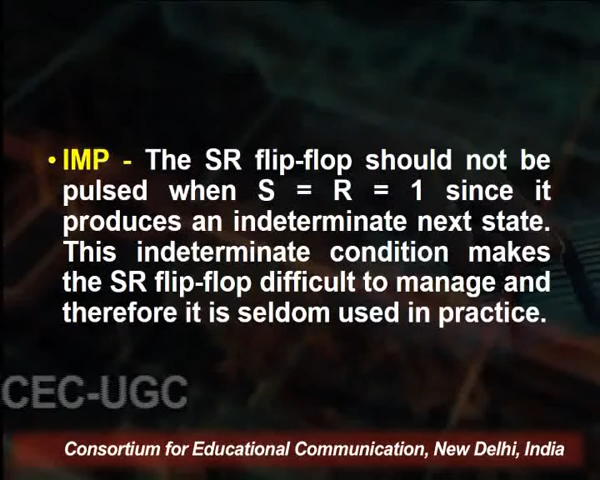 • IMP - The SR flip-flop should not be
pulsed when S = R = 1 since it
produces an indeterminate next state.
This indeterminate condition makes
the SR flip-flop difficult to manage and
therefore it is seldom used in practice.
CEC-UGC
Consortium for Educational Communication, New Delhi, India